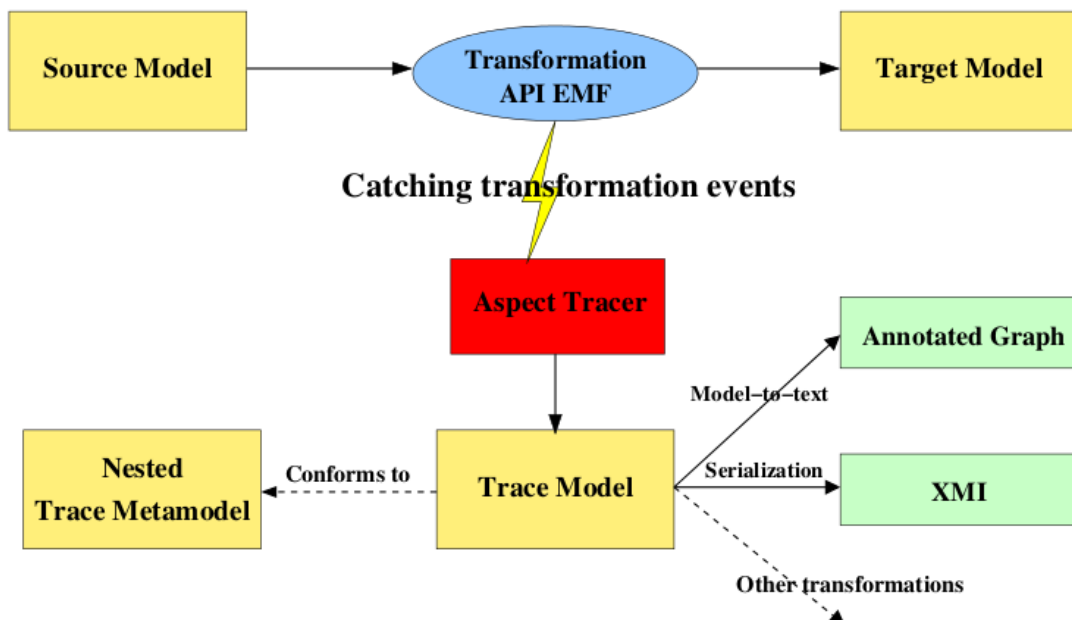 Source Model
Transformation
API EMF
Target Model
Catching transformation events
Aspect Tracer
Annotated Graph
Model-to-text
Nested
Trace Metamodel
Conforms to
Trace Model
Serialization
XMI
Other transformations